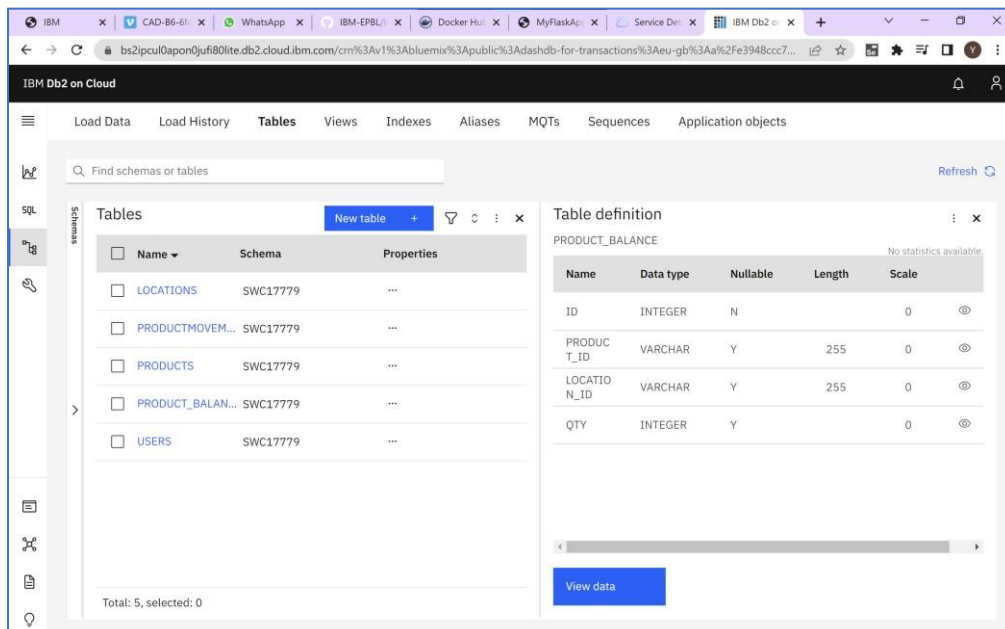 IBM
CAD-B6-6M
WhatsApp
IBM-EPBL/I
Docker Hub
MyFlaskApp
Service Det
IBM Db2 on
bs2ipcul0apon0jufi80lite.db2.cloud.ibm.com/crn%3Av1%3Abluemix%3Apublic%3Adashdb-for-transactions%3Aeu-gb%3Aa%2Fe3948ccc7...
Y
IBM Db2 on Cloud
Load Data Load History Tables Views Indexes Aliases MQTs Sequences Application objects
Find schemas or tables
Refresh
SQL
Schemas
Tables
New table +
Name Schema Properties
LOCATIONS SWC17779 ...
PRODUCTMOVEM... SWC17779 ...
PRODUCTS SWC17779 ...
PRODUCT_BALAN... SWC17779 ...
USERS SWC17779 ...
Total: 5, selected: 0
Table definition
PRODUCT_BALANCE
No statistics available.
Name Data type Nullable Length Scale
ID INTEGER N 0
PRODUC
T_ID VARCHAR Y 255 0
LOCATIO
N_ID VARCHAR Y 255 0
QTY INTEGER Y 0
View data